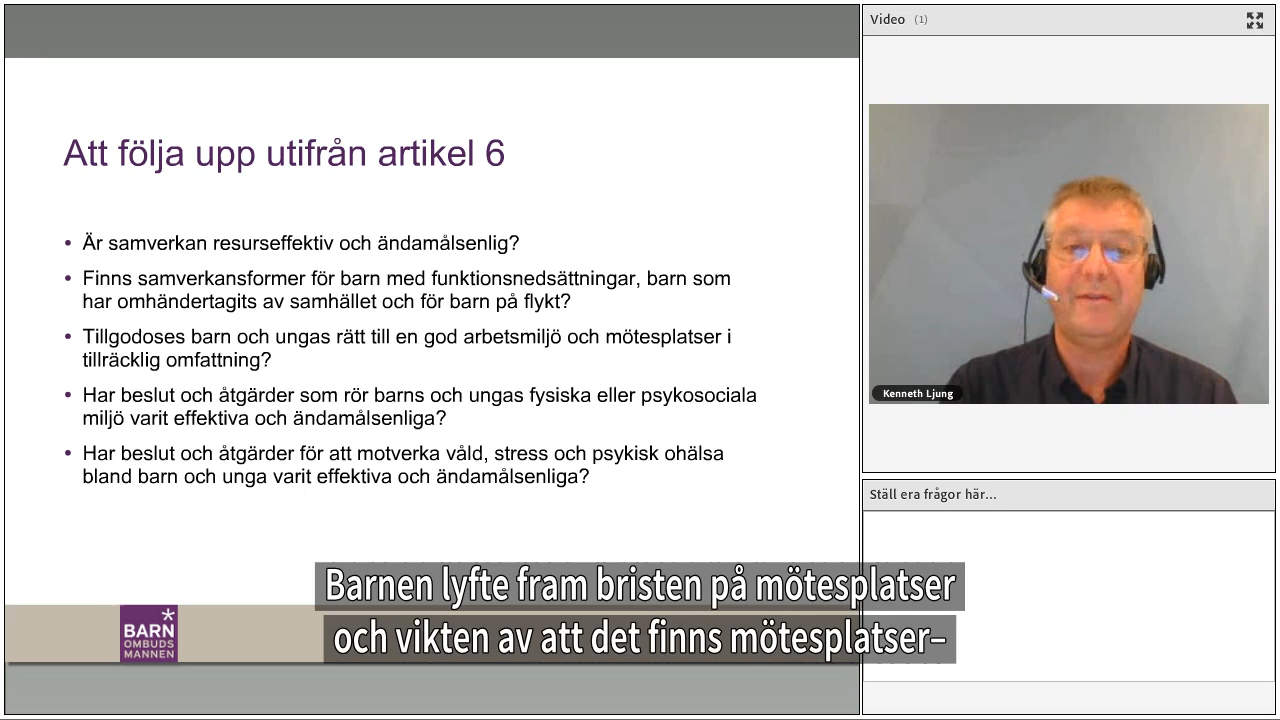 Att följa upp utifrån artikel 6
• Är samverkan resurseffektiv och ändamålsenlig?
• Finns samverkansformer för barn med funktionsnedsättningar, barn som
har omhändertagits av samhället och för barn på flykt?
• Tillgodoses barn och ungas rätt till en god arbetsmiljö och mötesplatser i
tillräcklig omfattning?
• Har beslut och åtgärder som rör barns och ungas fysiska eller psykosociala
miljö varit effektiva och ändamålsenliga?
• Har beslut och åtgärder för att motverka våld, stress och psykisk ohälsa
bland barn och unga varit effektiva och ändamålsenliga?
BARN
OMBUDS
MANNEN
Video (1)
Kenneth Ljung
Ställ era frågor här...
Barnen lyfte fram bristen på mötesplatser
och vikten av att det finns mötesplatser–